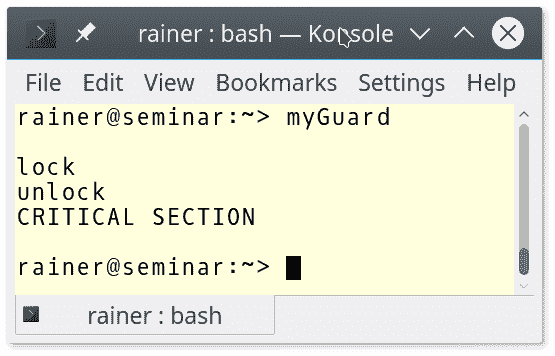 rainer : bash — Konsole
File Edit View Bookmarks Settings Help
rainer@seminar:~> myGuard
lock
unlock
CRITICAL SECTION
rainer@seminar:~>
rainer : bash